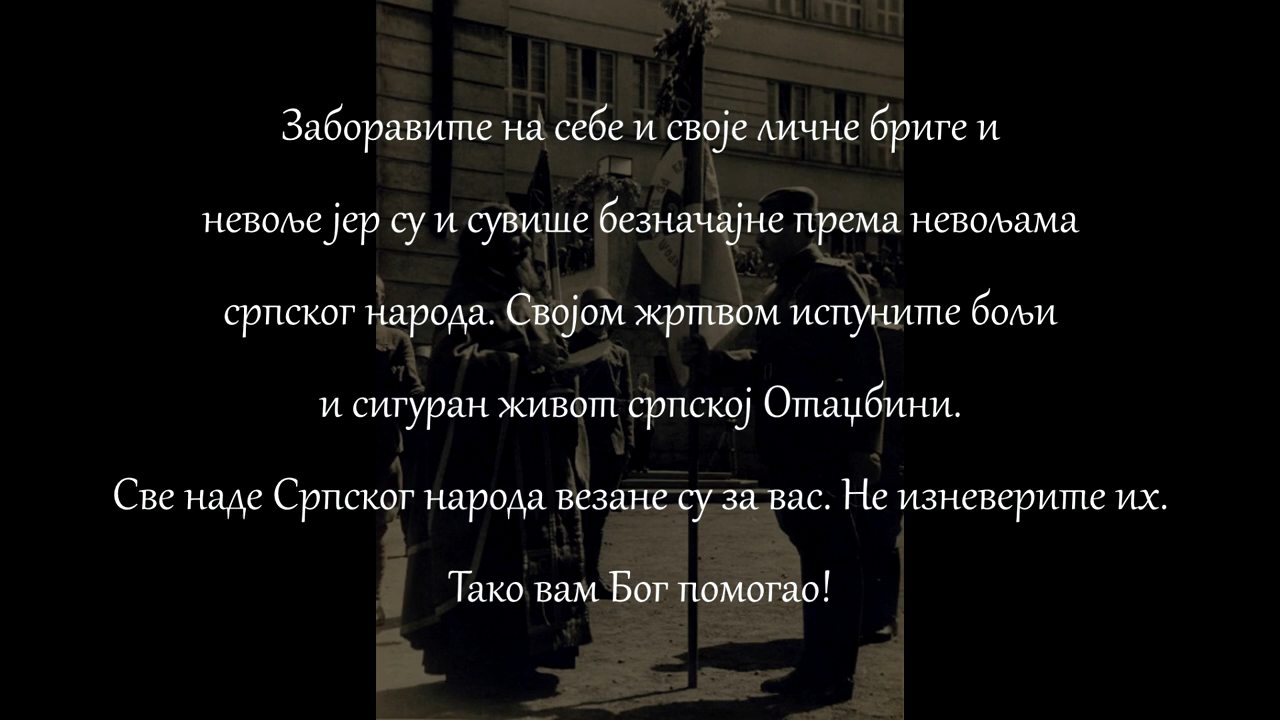 Заборавите на себе и своје личне бриге и
невоље јер су и сувише безначајне према невољама
српског народа. Својом жртвом испуните бољи
и сигуран живот српској Отаџбини.
Све наде Српског народа везане су за вас. Не изневерите их.
Тако вам Бог помогао!